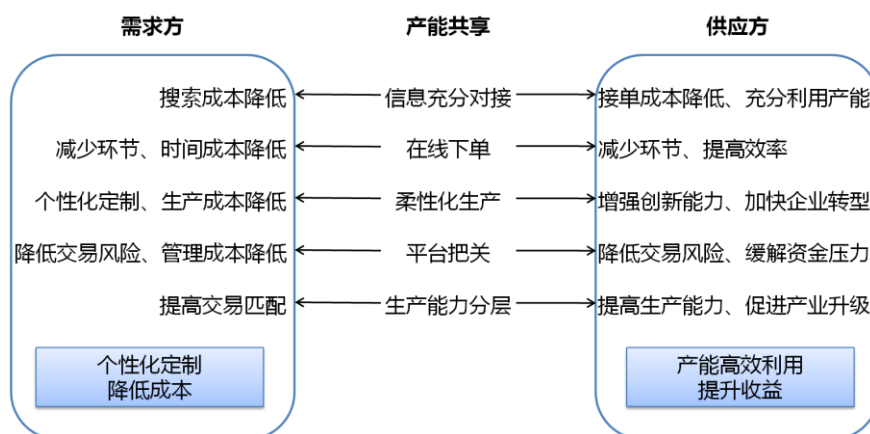 需求方 产能共享 供应方
搜索成本降低 信息充分对接 接单成本降低、充分利用产能
减少环节、时间成本降低 在线下单 减少环节、提高效率
个性化定制、生产成本降低 柔性化生产 增强创新能力、加快企业转型
降低交易风险、管理成本降低 平台把关 降低交易风险、缓解资金压力
提高交易匹配 生产能力分层 提高生产能力、促进产业升级
个性化定制 产能高效利用
降低成本 提升收益